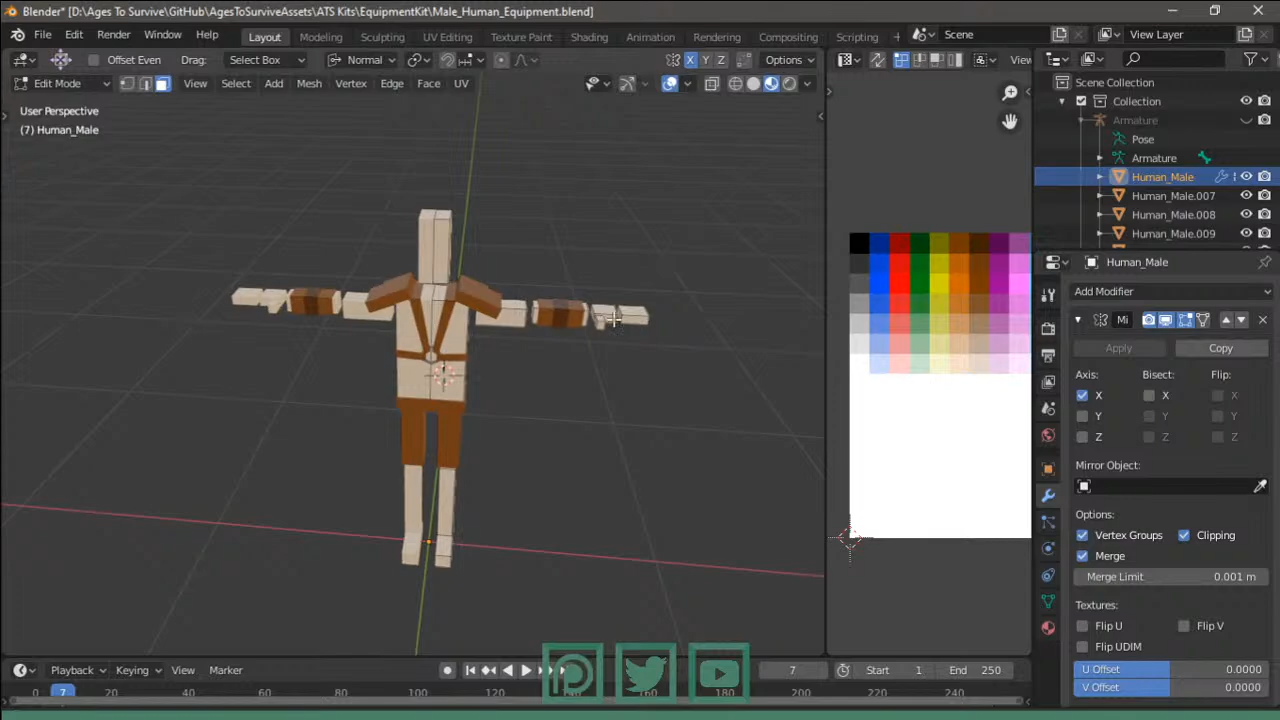 Blender* [D:\Ages To Survive\GitHub\AgesToSurviveAssets\ATS Kits\EquipmentKit\Male_Human_Equipment.blend]
File Edit Render Window Help Layout Modeling Sculpting UV Editing Texture Paint Shading Animation Rendering Compositing Scripting Scene View Layer
Offset Even Drag: Select Box Normal X Y Z Options View
Edit Mode View Select Add Mesh Vertex Edge Face UV
User Perspective
(7) Human_Male
Scene Collection
Collection
Armature
Pose
Armature
Human_Male
Human_Male.007
Human_Male.008
Human_Male.009
Human_Male
Add Modifier
Mi
Apply Copy
Axis: Bisect: Flip:
X X X
Y Y Y
Z Z Z
Mirror Object:
Options:
Vertex Groups Clipping
Merge
Merge Limit 0.001 m
Textures:
Flip U Flip V
Flip UDIM
U Offset 0.0000
V Offset 0.0000
Playback Keying View Marker 7 Start 1 End 250
0 7 20 40 60 80 100 120 140 160 180 200 220 240